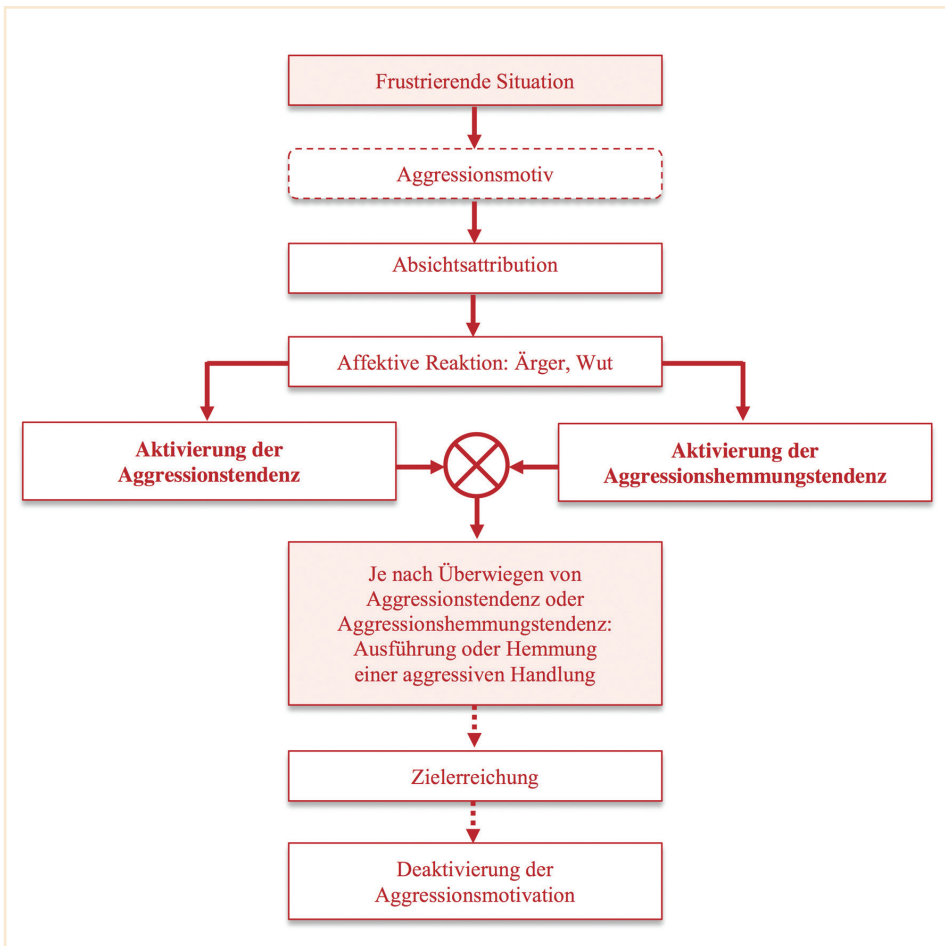 Frustrierende Situation
Aggressionsmotiv
Absichtsattribution
Affektive Reaktion: Ärger, Wut
Aktivierung der
Aggressionstendenz
Aktivierung der
Aggressionshemmungstendenz
Je nach Überwiegen von
Aggressionstendenz oder
Aggressionshemmungstendenz:
Ausführung oder Hemmung
einer aggressiven Handlung
Zielerreichung
Deaktivierung der
Aggressionsmotivation